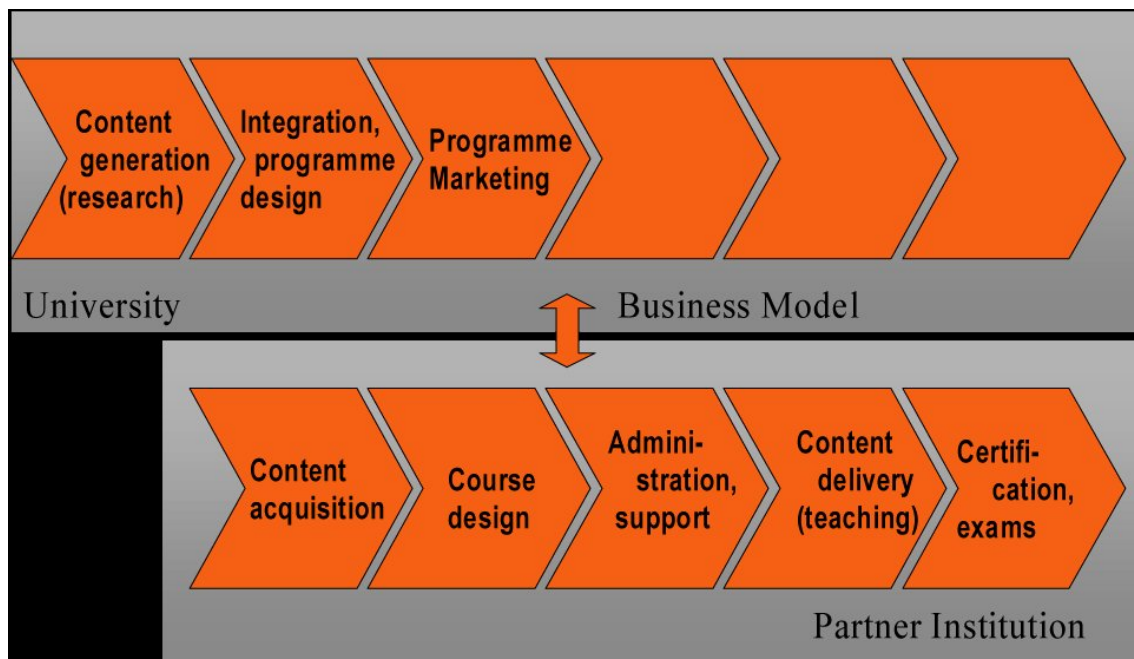 Content
generation
(research)
Integration,
programme
design
Programme
Marketing
University
Business Model
Content
acquisition
Course
design
Admini-
stration,
support
Content
delivery
(teaching)
Certifi-
cation,
exams
Partner Institution